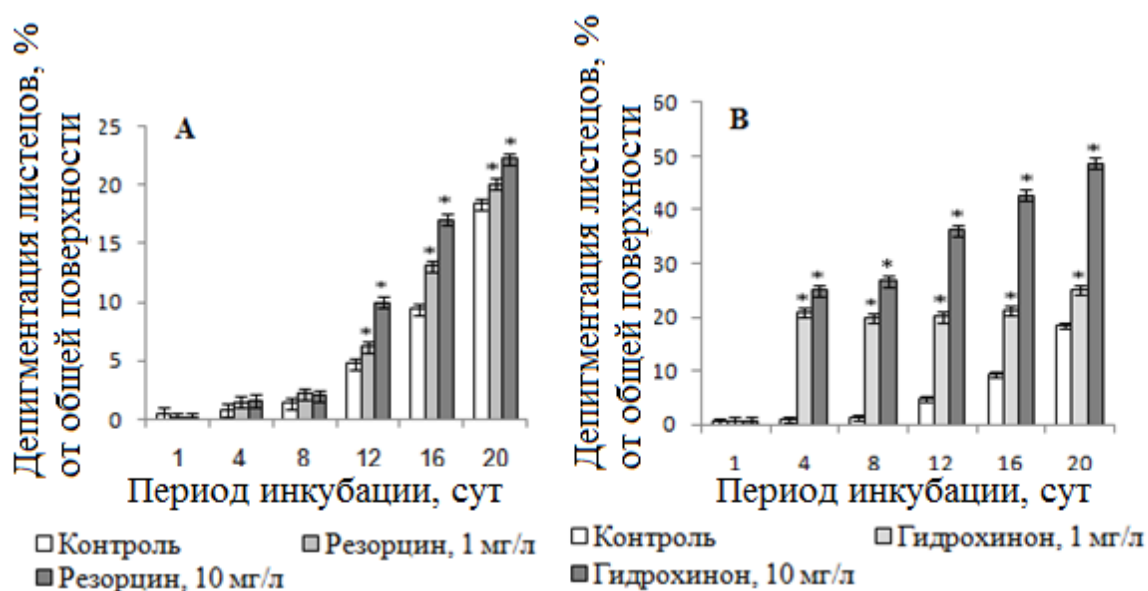 Депигментация листецов, %
от общей поверхности
A
25
20
15
10
5
0
* * * * * *
1 4 8 12 16 20
Период инкубации, сут
Контроль
Резорцин, 1 мг/л
Резорцин, 10 мг/л
Депигментация листецов, %
от общей поверхности
B
60
50
40
30
20
10
0
* * * * * * * * * *
1 4 8 12 16 20
Период инкубации, сут
Контроль
Гидрохинон, 1 мг/л
Гидрохинон, 10 мг/л